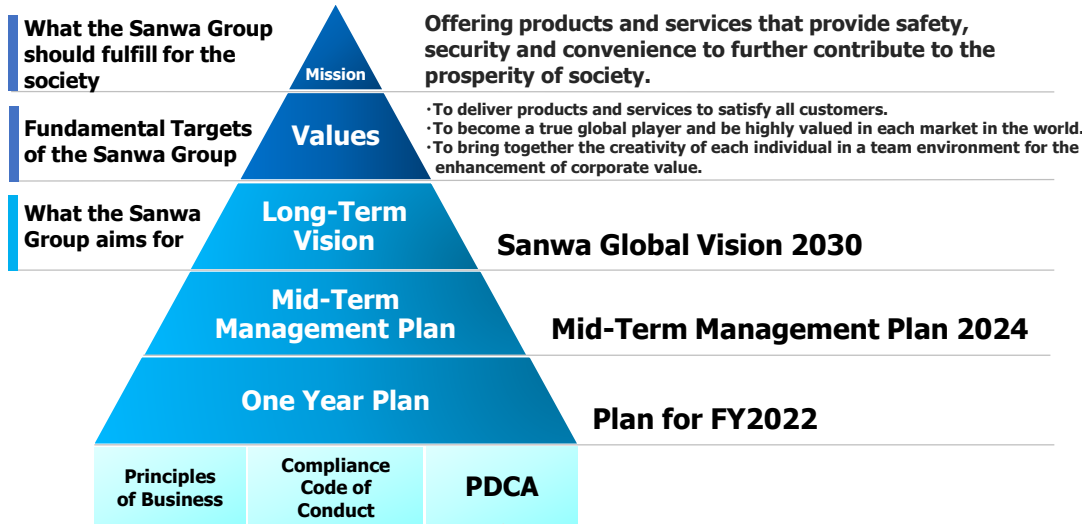 What the Sanwa Group
should fulfill for the
society
Mission
Offering products and services that provide safety,
security and convenience to further contribute to the
prosperity of society.
Fundamental Targets
of the Sanwa Group
Values
・To deliver products and services to satisfy all customers.
・To become a true global player and be highly valued in each market in the world.
・To bring together the creativity of each individual in a team environment for the
enhancement of corporate value.
What the Sanwa
Group aims for
Long-Term
Vision
Sanwa Global Vision 2030
Mid-Term
Management Plan
Mid-Term Management Plan 2024
One Year Plan
Plan for FY2022
Principles
of Business
Compliance
Code of
Conduct
PDCA